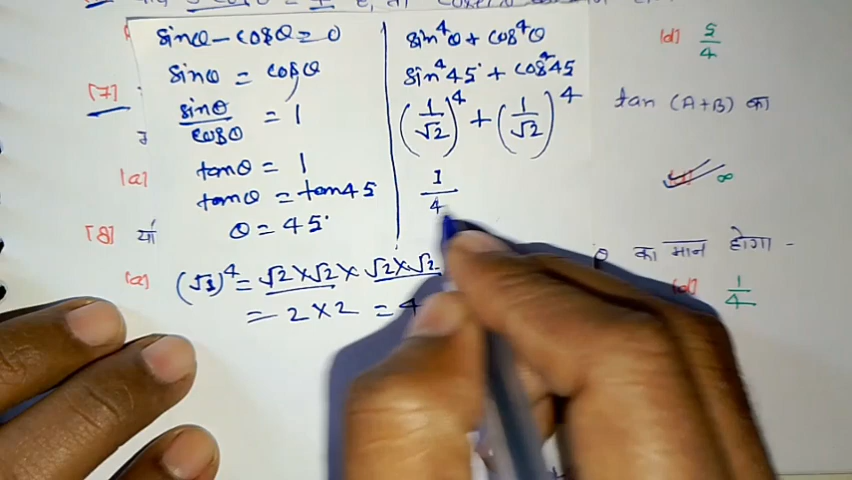 sinθ - cosθ = 0
sinθ = cosθ
sinθ/cosθ = 1
tanθ = 1
tanθ = tan45
θ = 45°
sin⁴θ + cos⁴θ
sin⁴45° + cos⁴45
(1/√2)⁴ + (1/√2)⁴
1/4
(√2)⁴ = √2×√2 × √2×√2
= 2×2 = 4
[7]
(a)
[8] यां
(a)
(d) 5/4
tan (A+B) का
∞
θ का मान होगा -
(d) 1/4